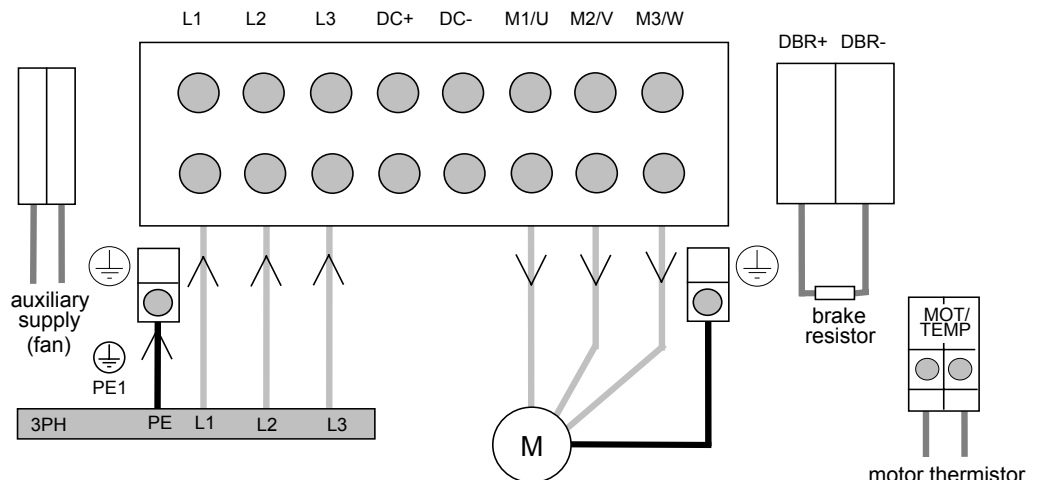 L1 L2 L3 DC+ DC- M1/U M2/V M3/W
DBR+ DBR-
auxiliary
supply
(fan)
PE1
3PH PE L1 L2 L3
M
brake
resistor
MOT/
TEMP
motor thermistor